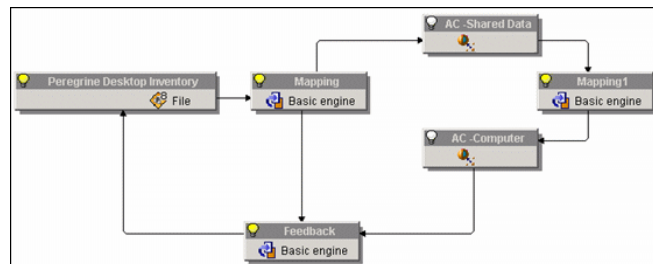 AC -Shared Data
Peregrine Desktop Inventory
File
Mapping
Basic engine
Mapping1
Basic engine
AC -Computer
Feedback
Basic engine